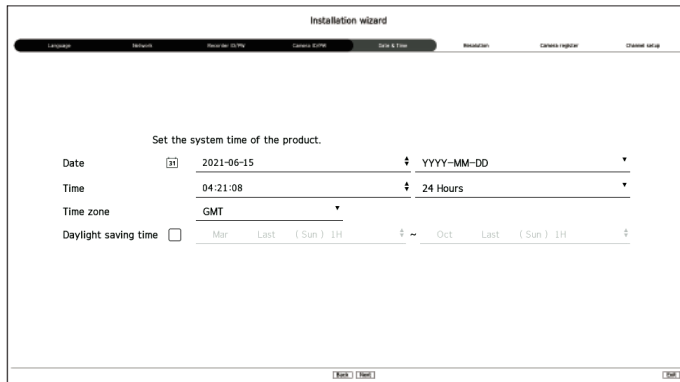 Installation wizard
Language Network Recorder ID/PW Camera ID/PW Date & Time Resolution Camera register Channel setup
Set the system time of the product.
Date 31 2021-06-15 YYYY-MM-DD
Time 04:21:08 24 Hours
Time zone GMT
Daylight saving time Mar Last ( Sun ) 1H ~ Oct Last ( Sun ) 1H
Back Next Exit